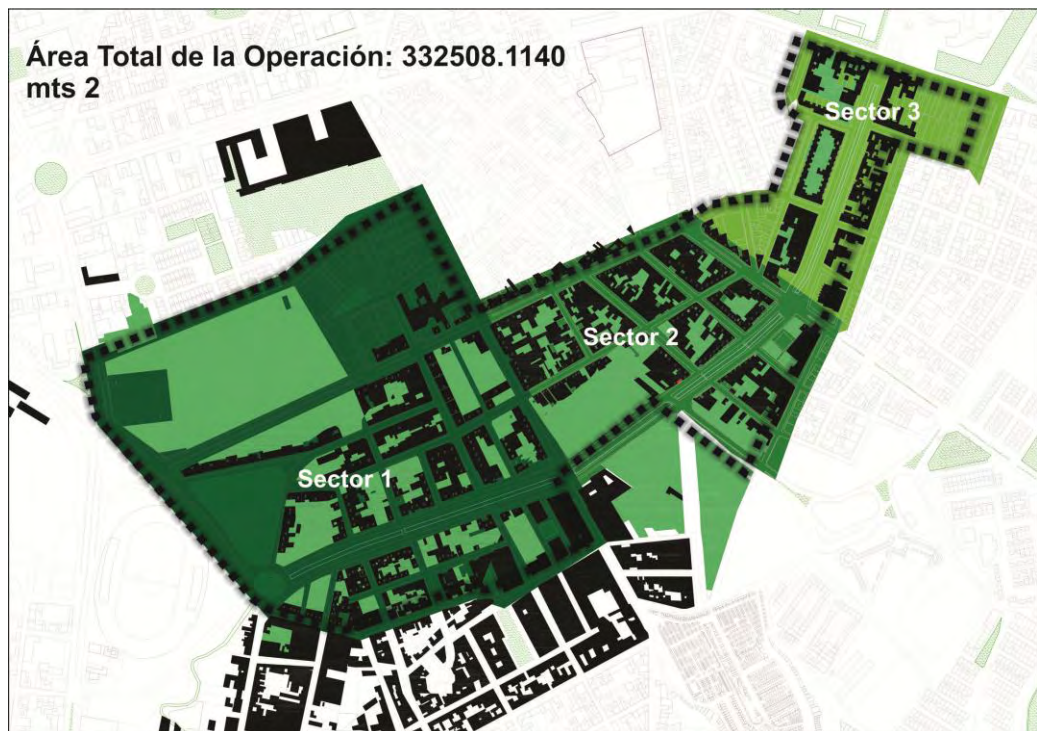 Área Total de la Operación: 332508.1140
mts 2
Sector 3
Sector 2
Sector 1